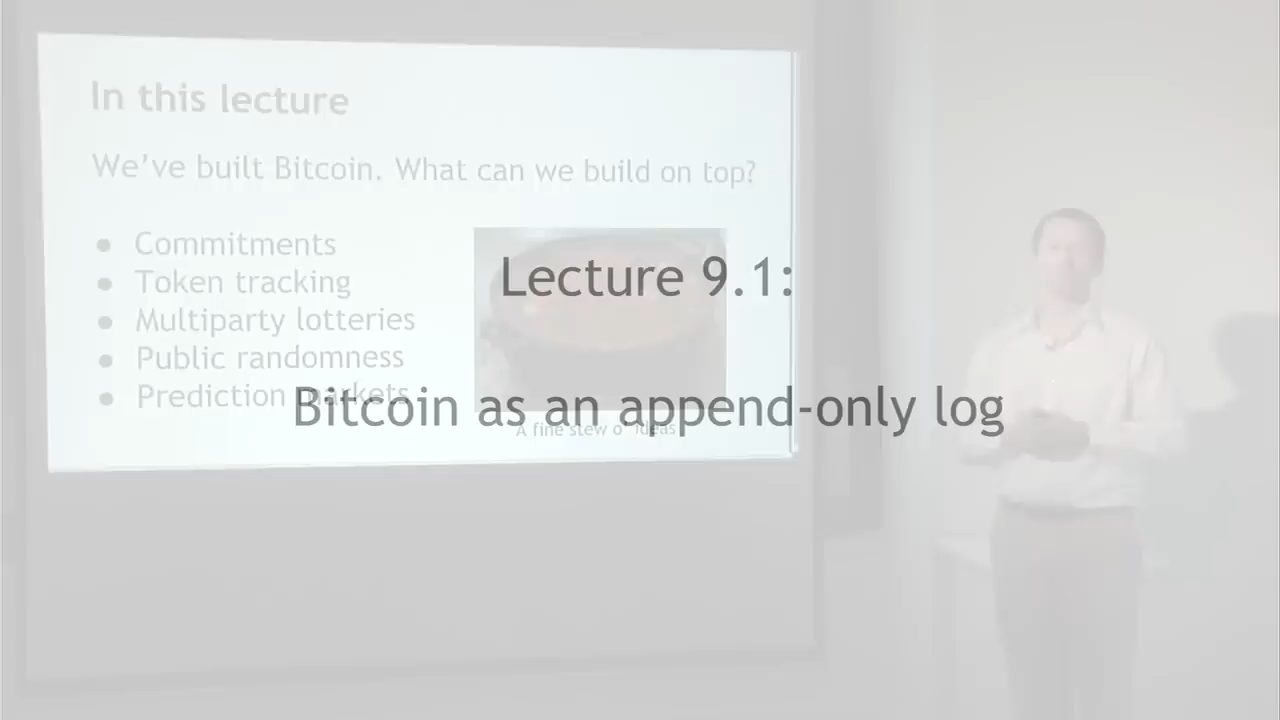 In this lecture
We've built Bitcoin. What can we build on top?
● Commitments
● Token tracking
● Multiparty lotteries
● Public randomness
● Prediction markets
A fine stew of ideas
Lecture 9.1:
Bitcoin as an append-only log